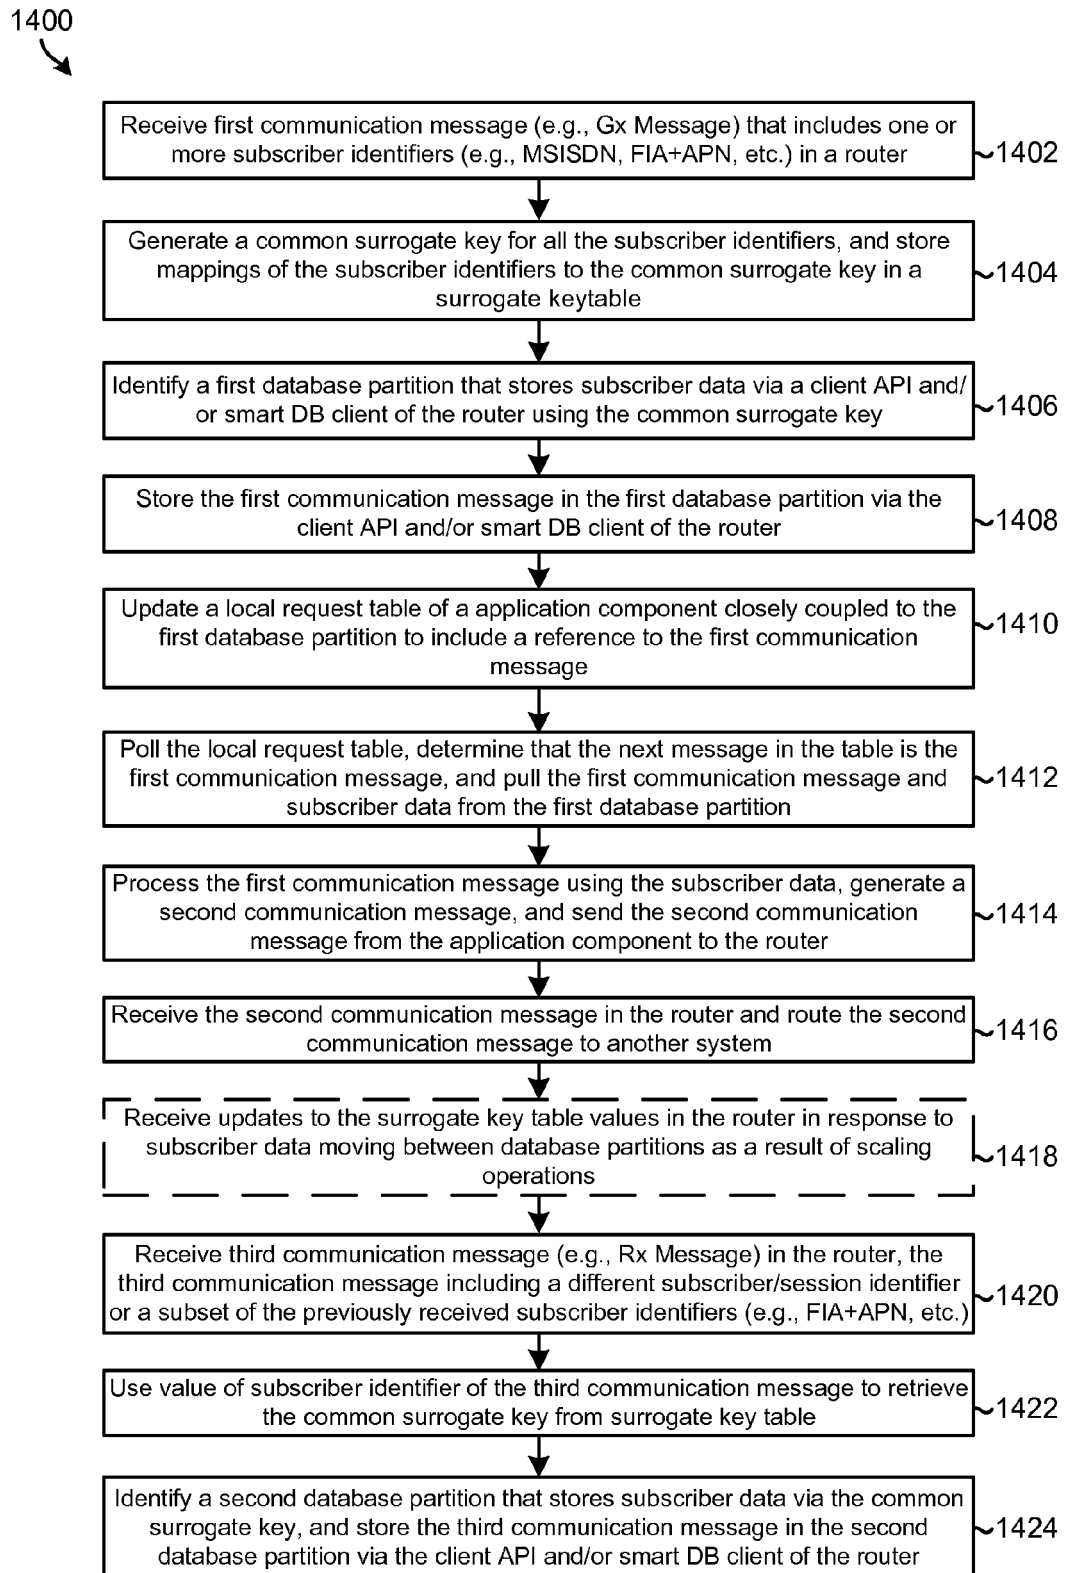 1400
Receive first communication message (e.g., Gx Message) that includes one or
more subscriber identifiers (e.g., MSISDN, FIA+APN, etc.) in a router
1402
Generate a common surrogate key for all the subscriber identifiers, and store
mappings of the subscriber identifiers to the common surrogate key in a
surrogate keytable
1404
Identify a first database partition that stores subscriber data via a client API and/
or smart DB client of the router using the common surrogate key
1406
Store the first communication message in the first database partition via the
client API and/or smart DB client of the router
1408
Update a local request table of a application component closely coupled to the
first database partition to include a reference to the first communication
message
1410
Poll the local request table, determine that the next message in the table is the
first communication message, and pull the first communication message and
subscriber data from the first database partition
1412
Process the first communication message using the subscriber data, generate a
second communication message, and send the second communication
message from the application component to the router
1414
Receive the second communication message in the router and route the second
communication message to another system
1416
Receive updates to the surrogate key table values in the router in response to
subscriber data moving between database partitions as a result of scaling
operations
1418
Receive third communication message (e.g., Rx Message) in the router, the
third communication message including a different subscriber/session identifier
or a subset of the previously received subscriber identifiers (e.g., FIA+APN, etc.)
1420
Use value of subscriber identifier of the third communication message to retrieve
the common surrogate key from surrogate key table
1422
Identify a second database partition that stores subscriber data via the common
surrogate key, and store the third communication message in the second
database partition via the client API and/or smart DB client of the router
1424